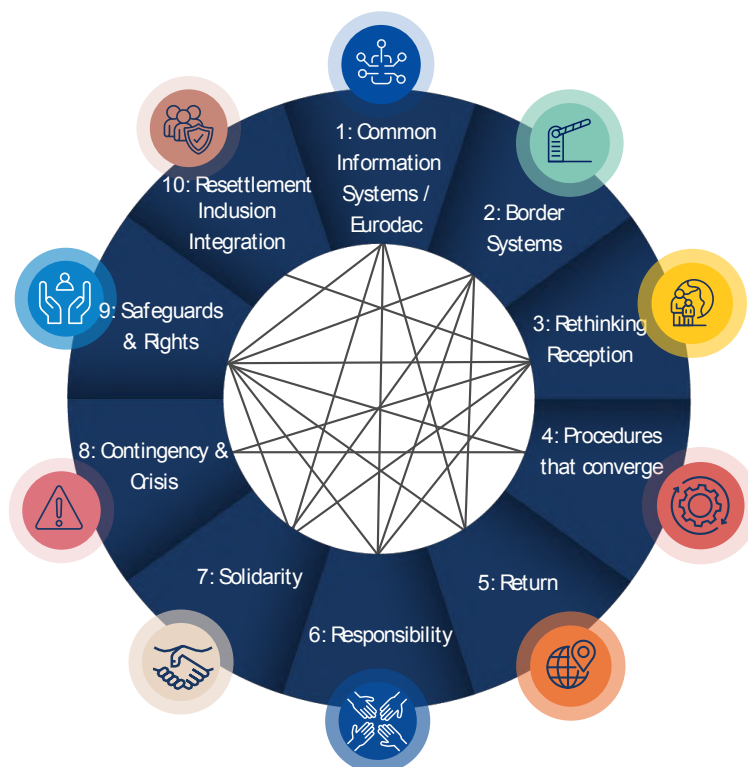 1: Common
Information
Systems /
Eurodac
2: Border
Systems
3: Rethinking
Reception
4: Procedures
that converge
5: Return
6: Responsibility
7: Solidarity
8: Contingency &
Crisis
9: Safeguards
& Rights
10: Resettlement
Inclusion
Integration